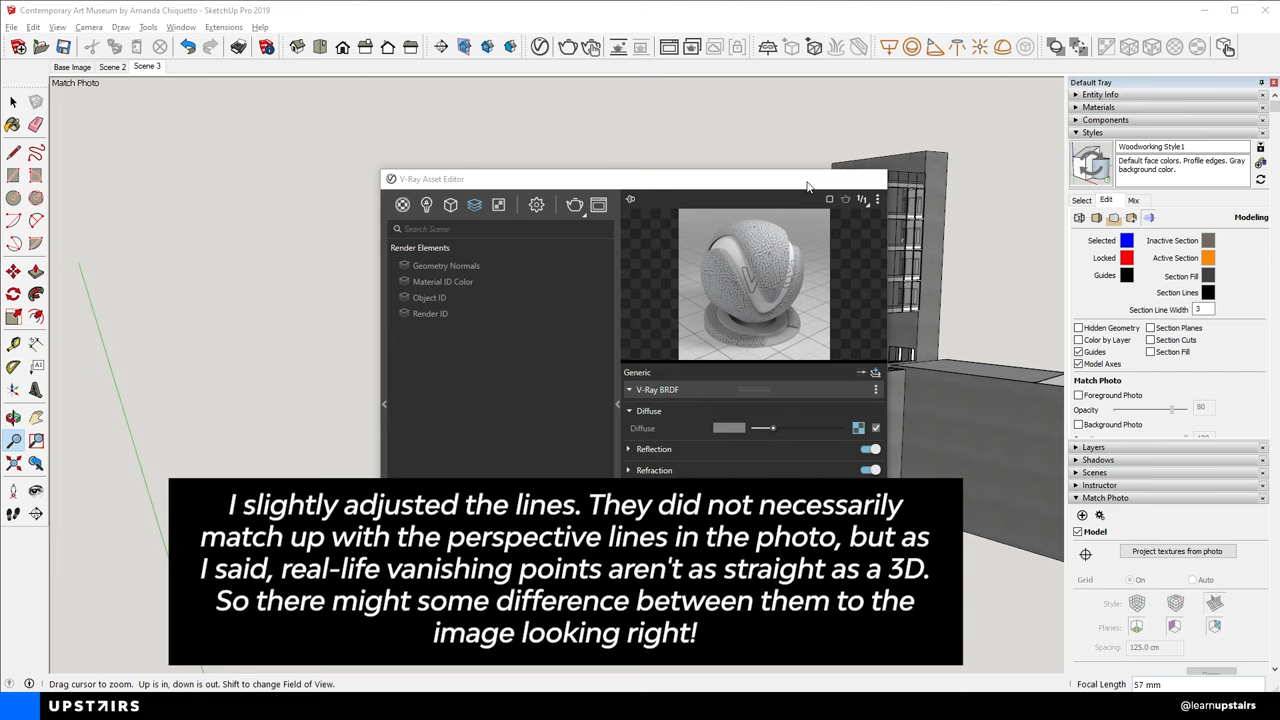 Contemporary Art Museum by Amanda Chiquetto - SketchUp Pro 2019
File Edit View Camera Draw Tools Window Extensions Help
Base Image Scene 2 Scene 3
Match Photo
Default Tray
Entity Info
Materials
Components
Styles
Woodworking Style1
Default face colors. Profile edges. Gray
background color.
Select Edit Mix
Modeling
Selected Inactive Section
Locked Active Section
Guides Section Fill
Section Lines
Section Line Width 3
Hidden Geometry Section Planes
Color by Layer Section Cuts
Guides Section Fill
Model Axes
Match Photo
Foreground Photo
Opacity 80
Background Photo
Layers
Shadows
Scenes
Instructor
Match Photo
Model
Project textures from photo
Grid On Auto
Style:
Planes:
Spacing: 125.0 cm
V-Ray Asset Editor
1/1
Search Scene
Render Elements
Geometry Normals
Material ID Color
Object ID
Render ID
Generic
V-Ray BRDF
Diffuse
Diffuse
Reflection
Refraction
I slightly adjusted the lines. They did not necessarily
match up with the perspective lines in the photo, but as
I said, real-life vanishing points aren't as straight as a 3D.
So there might some difference between them to the
image looking right!
Drag cursor to zoom. Up is in, down is out. Shift to change Field of View.
Focal Length 57 mm
UPSTAIRS
@learnupstairs